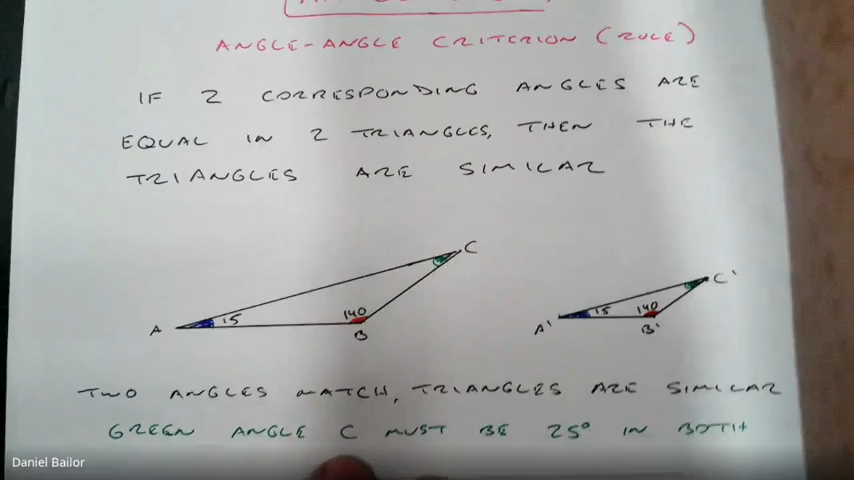 ANGLE-ANGLE CRITERION (RULE)
IF 2 CORRESPONDING ANGLES ARE
EQUAL IN 2 TRIANGLES, THEN THE
TRIANGLES ARE SIMILAR
A 15 140 B C
A' 15 140 B' C'
TWO ANGLES MATCH, TRIANGLES ARE SIMILAR
GREEN ANGLE C MUST BE 25° IN BOTH
Daniel Bailor